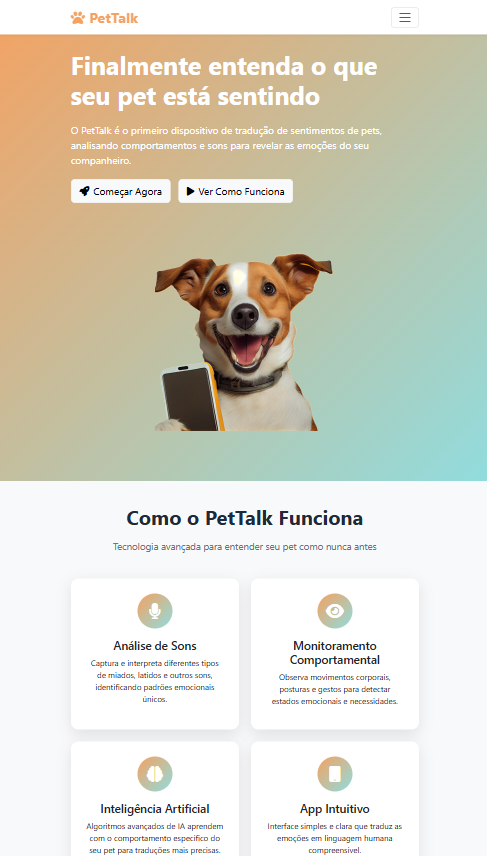 PetTalk
Finalmente entenda o que
seu pet está sentindo
O PetTalk é o primeiro dispositivo de tradução de sentimentos de pets,
analisando comportamentos e sons para revelar as emoções do seu
companheiro.
Começar Agora
Ver Como Funciona
Como o PetTalk Funciona
Tecnologia avançada para entender seu pet como nunca antes
Análise de Sons
Captura e interpreta diferentes tipos
de miados, latidos e outros sons,
identificando padrões emocionais
únicos.
Monitoramento
Comportamental
Observa movimentos corporais,
posturas e gestos para detectar
estados emocionais e necessidades.
Inteligência Artificial
Algoritmos avançados de IA aprendem
com o comportamento específico do
seu pet para traduções mais precisas.
App Intuitivo
Interface simples e clara que traduz as
emoções em linguagem humana
compreensível.